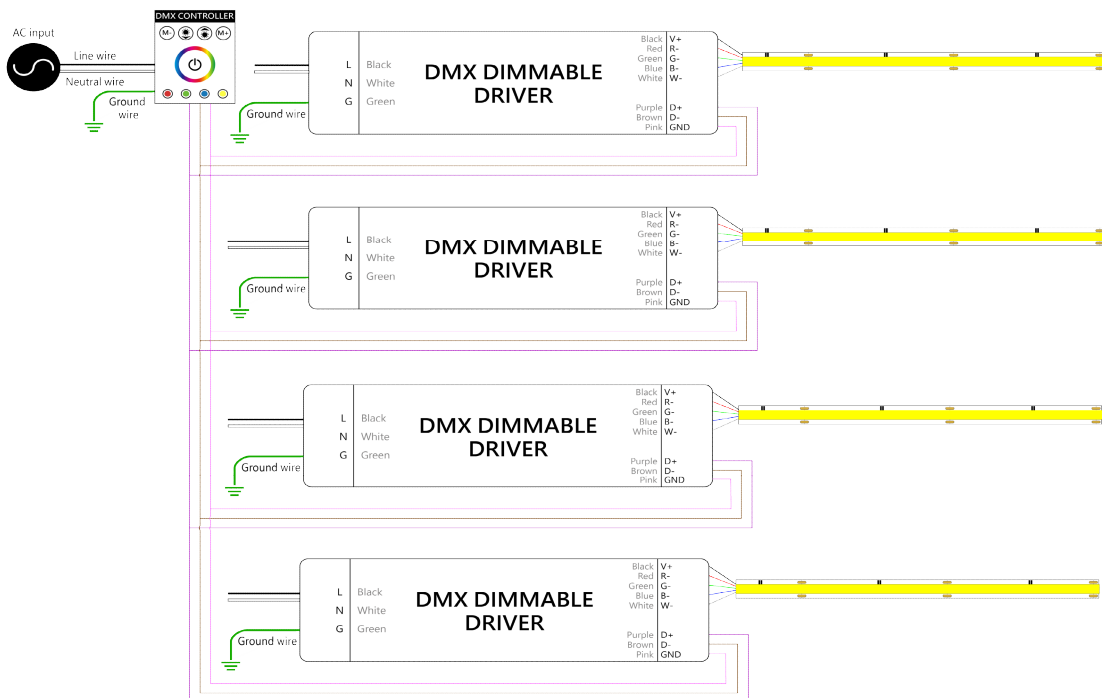 DMX CONTROLLER
M-
M+
AC input
Line wire
Neutral wire
Ground
wire
L Black
N White
G Green
Ground wire
DMX DIMMABLE
DRIVER
Black V+
Red R-
Green G-
Blue B-
White W-
Purple D+
Brown D-
Pink GND
L Black
N White
G Green
Ground wire
DMX DIMMABLE
DRIVER
Black V+
Red R-
Green G-
Blue B-
White W-
Purple D+
Brown D-
Pink GND
L Black
N White
G Green
Ground wire
DMX DIMMABLE
DRIVER
Black V+
Red R-
Green G-
Blue B-
White W-
Purple D+
Brown D-
Pink GND
L Black
N White
G Green
Ground wire
DMX DIMMABLE
DRIVER
Black V+
Red R-
Green G-
Blue B-
White W-
Purple D+
Brown D-
Pink GND